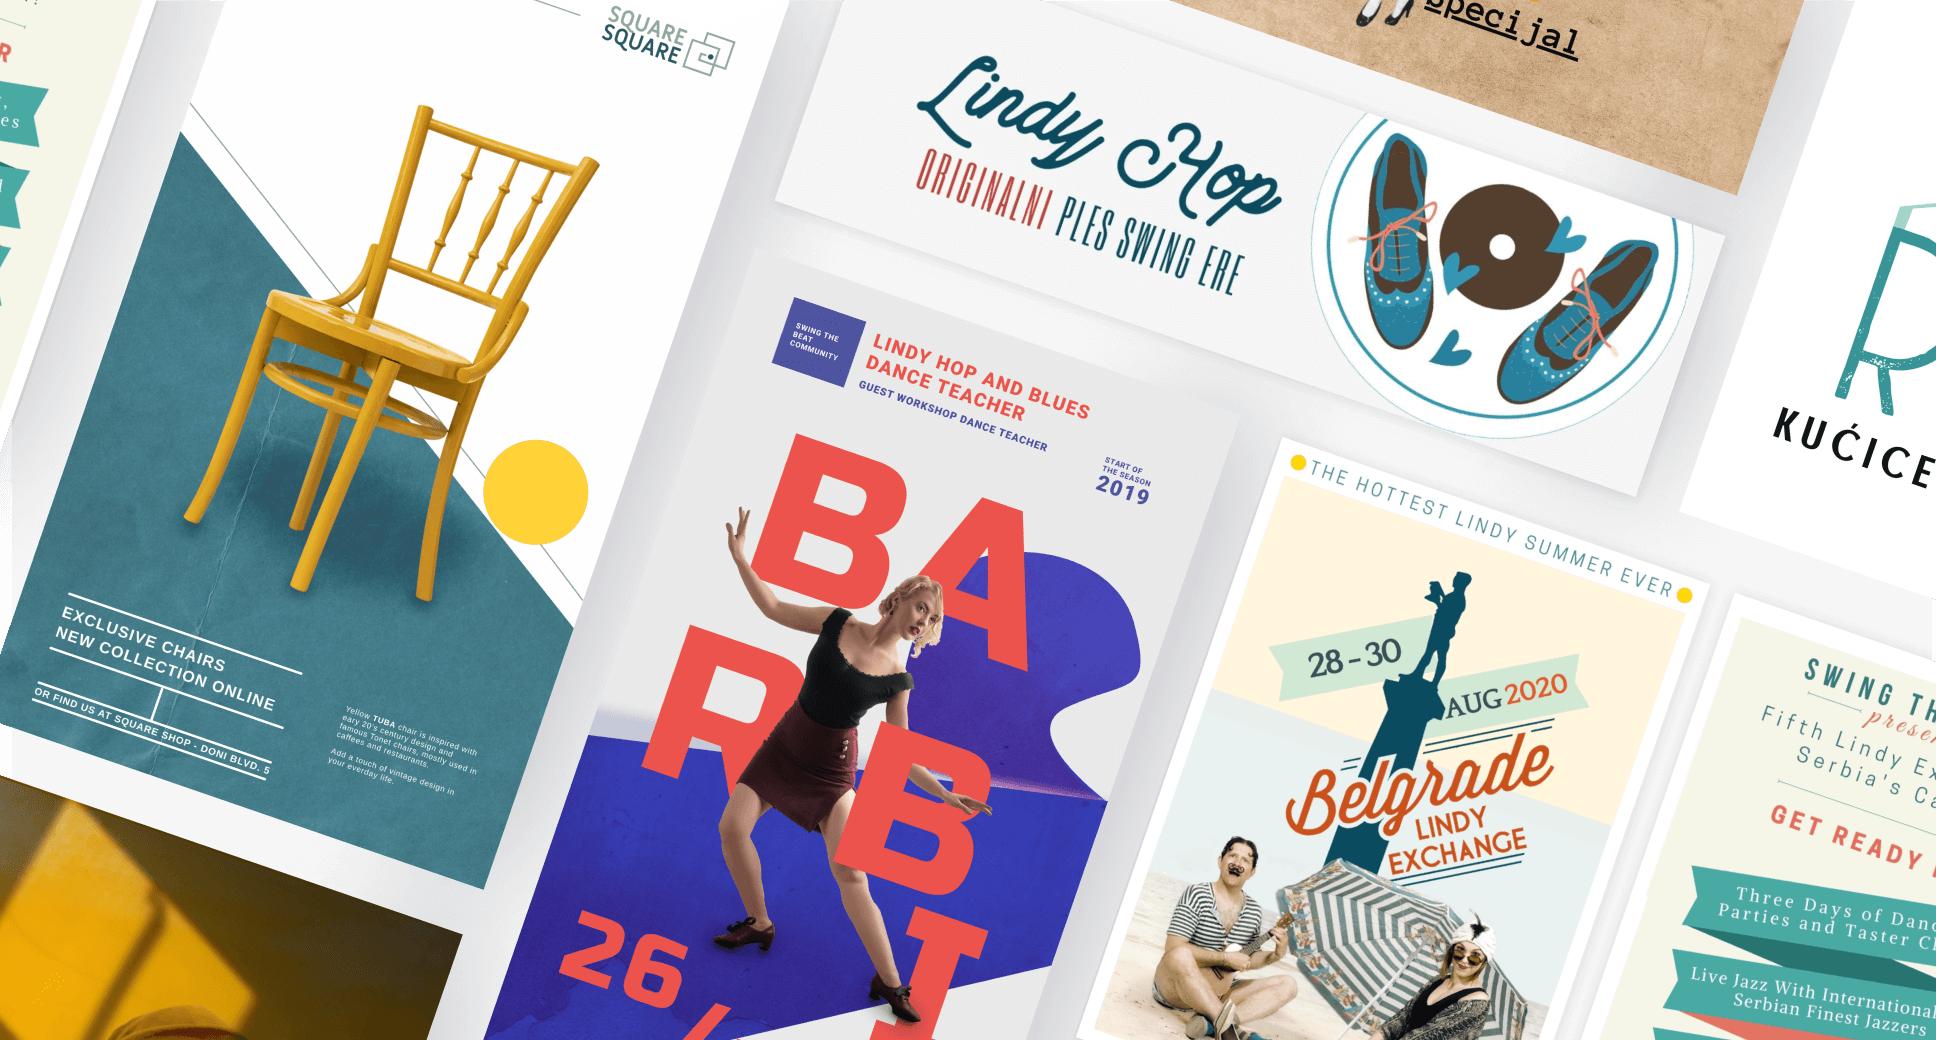 SQUARE
SQUARE
EXCLUSIVE CHAIRS
NEW COLLECTION ONLINE
OR FIND US AT SQUARE SHOP - DONI BLVD. 5
Yellow TUBA chair is inspired with
eary 20's century design and
famous Tonet chairs, mostly used in
caffees and restaurants.
Add a touch of vintage design in
your everday life.
specijal
Lindy Hop
ORIGINALNI PLES SWING ERE
SWING THE
BEAT
COMMUNITY
LINDY HOP AND BLUES
DANCE TEACHER
GUEST WORKSHOP DANCE TEACHER
START OF
THE SEASON
2019
BA
R
BI
26/
THE HOTTEST LINDY SUMMER EVER
28-30
AUG 2020
Belgrade
LINDY
EXCHANGE
KUĆICE
SWING TH
presen
Fifth Lindy Ex
Serbia's Ca
GET READY
Three Days of Danc
Parties and Taster Cl
Live Jazz With International
Serbian Finest Jazzers